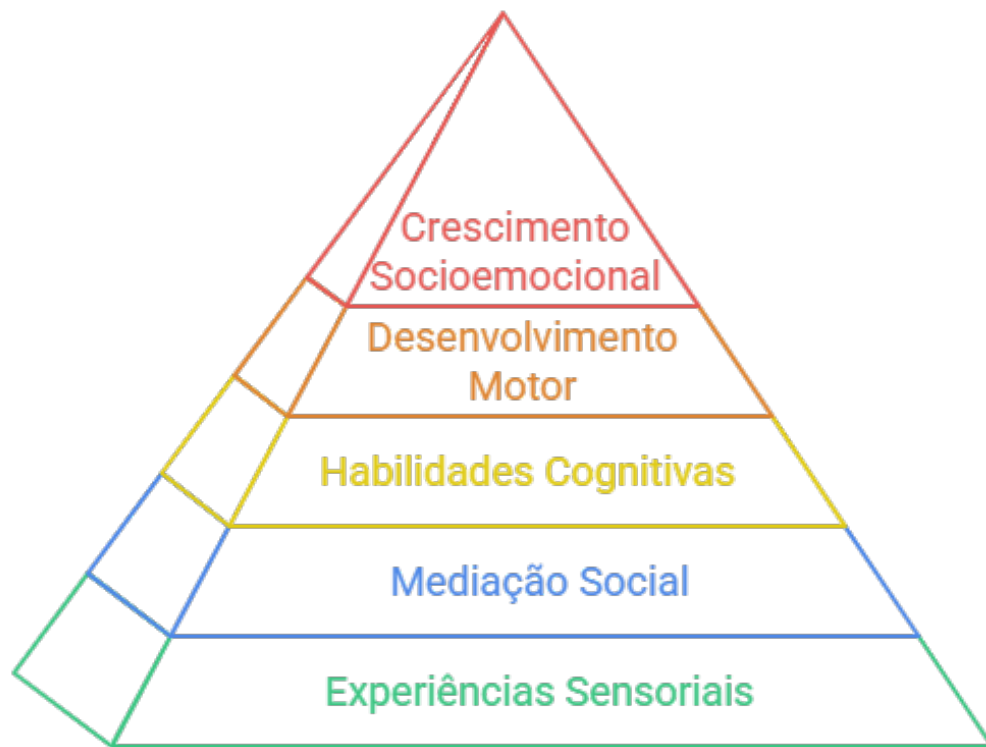 Crescimento
Socioemocional
Desenvolvimento
Motor
Habilidades Cognitivas
Mediação Social
Experiências Sensoriais